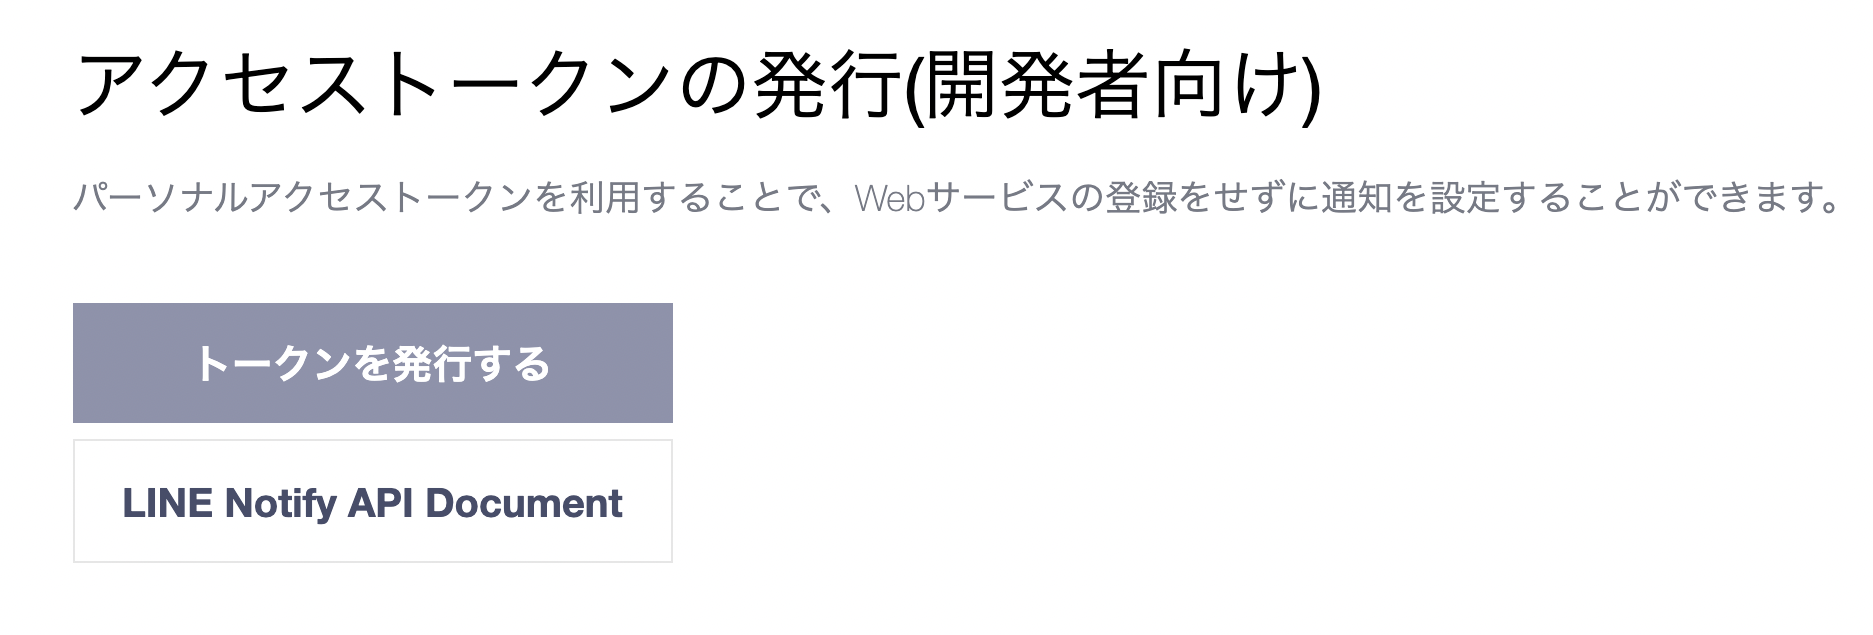 アクセストークンの発行(開発者向け)
パーソナルアクセストークンを利用することで、Webサービスの登録をせずに通知を設定することができます。
トークンを発行する
LINE Notify API Document